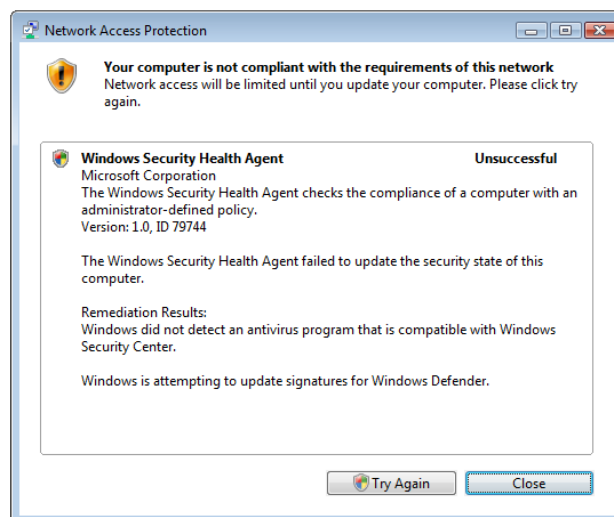 Network Access Protection
Your computer is not compliant with the requirements of this network
Network access will be limited until you update your computer. Please click try
again.
Windows Security Health Agent Unsuccessful
Microsoft Corporation
The Windows Security Health Agent checks the compliance of a computer with an
administrator-defined policy.
Version: 1.0, ID 79744
The Windows Security Health Agent failed to update the security state of this
computer.
Remediation Results:
Windows did not detect an antivirus program that is compatible with Windows
Security Center.
Windows is attempting to update signatures for Windows Defender.
Try Again Close